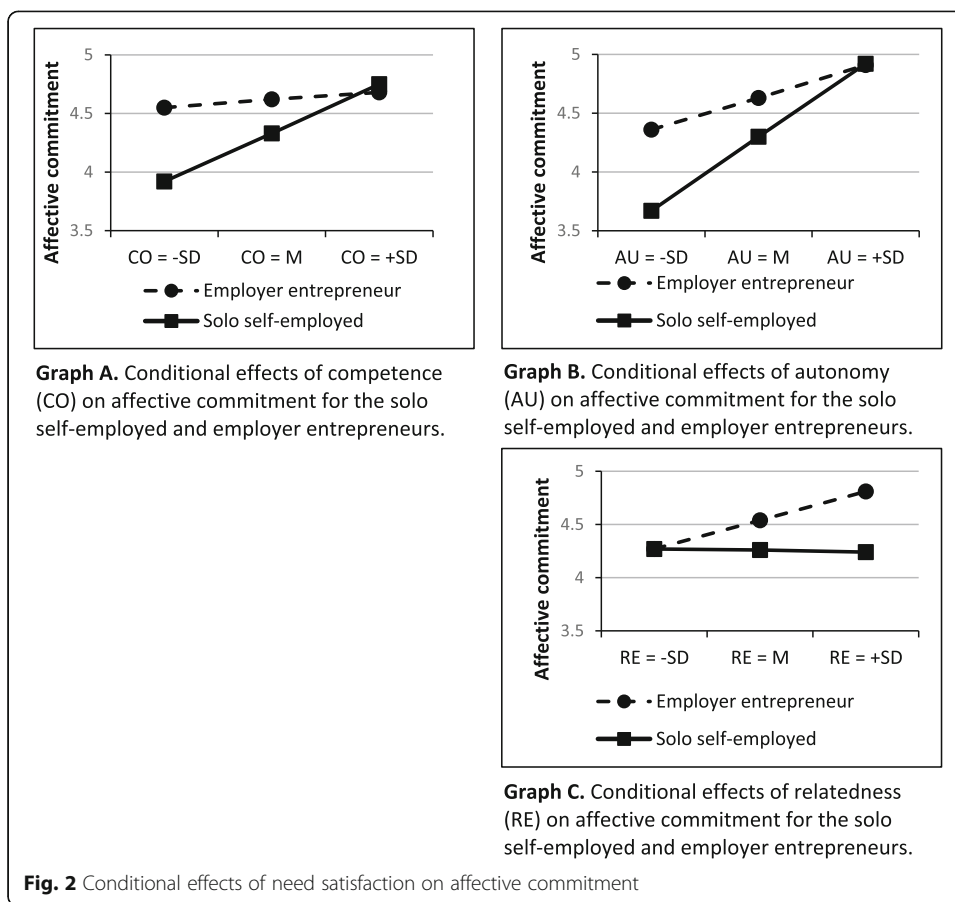 Affective commitment
5
4.5
4
3.5
CO = -SD CO = M CO = +SD
Employer entrepreneur
Solo self-employed
Graph A. Conditional effects of competence
(CO) on affective commitment for the solo
self-employed and employer entrepreneurs.
Affective commitment
5
4.5
4
3.5
AU = -SD AU = M AU = +SD
Employer entrepreneur
Solo self-employed
Graph B. Conditional effects of autonomy
(AU) on affective commitment for the solo
self-employed and employer entrepreneurs.
Affective commitment
5
4.5
4
3.5
RE = -SD RE = M RE = +SD
Employer entrepreneur
Solo self-employed
Graph C. Conditional effects of relatedness
(RE) on affective commitment for the solo
self-employed and employer entrepreneurs.
Fig. 2 Conditional effects of need satisfaction on affective commitment